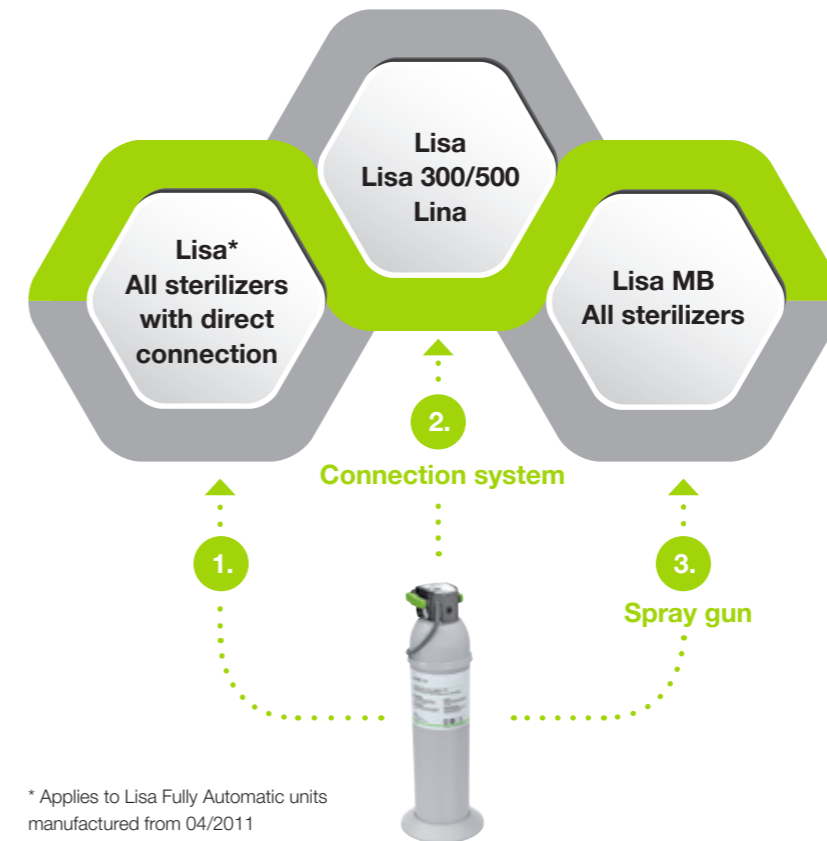 Lisa
Lisa 300/500
Lina
Lisa*
All sterilizers
with direct
connection
Lisa MB
All sterilizers
2.
Connection system
1.
3.
Spray gun
* Applies to Lisa Fully Automatic units
manufactured from 04/2011